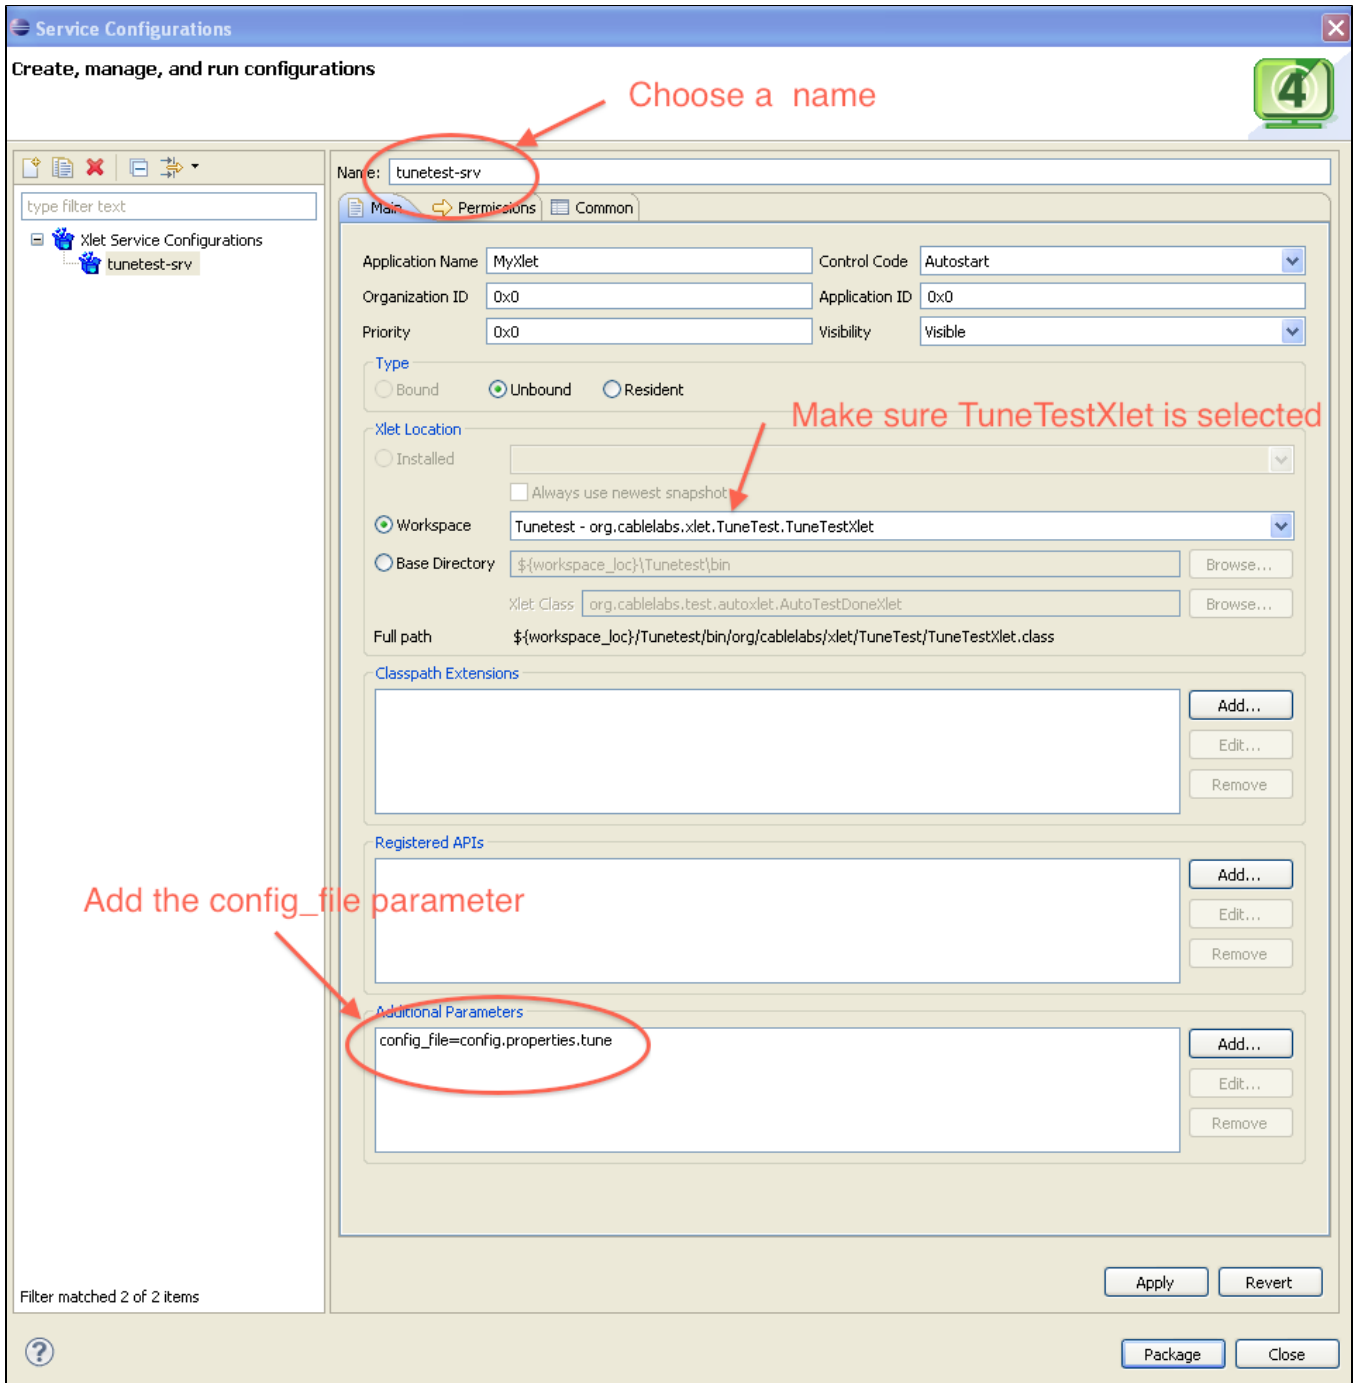 Service Configurations
Create, manage, and run configurations
4
Choose a name
Name: tunetest-srv
type filter text
Main Permissions Common
Xlet Service Configurations
tunetest-srv
Application Name MyXlet Control Code Autostart
Organization ID 0x0 Application ID 0x0
Priority 0x0 Visibility Visible
Type
Bound Unbound Resident
Make sure TuneTestXlet is selected
Xlet Location
Installed
Always use newest snapshot
Workspace Tunetest - org.cablelabs.xlet.TuneTest.TuneTestXlet
Base Directory ${workspace_loc}\Tunetest\bin Browse...
Xlet Class org.cablelabs.test.autoxlet.AutoTestDoneXlet Browse...
Full path ${workspace_loc}/Tunetest/bin/org/cablelabs/xlet/TuneTest/TuneTestXlet.class
Classpath Extensions
Add...
Edit...
Remove
Registered APIs
Add...
Add the config_file parameter
Edit...
Remove
Additional Parameters
config_file=config.properties.tune
Add...
Edit...
Remove
Apply Revert
Filter matched 2 of 2 items
?
Package Close